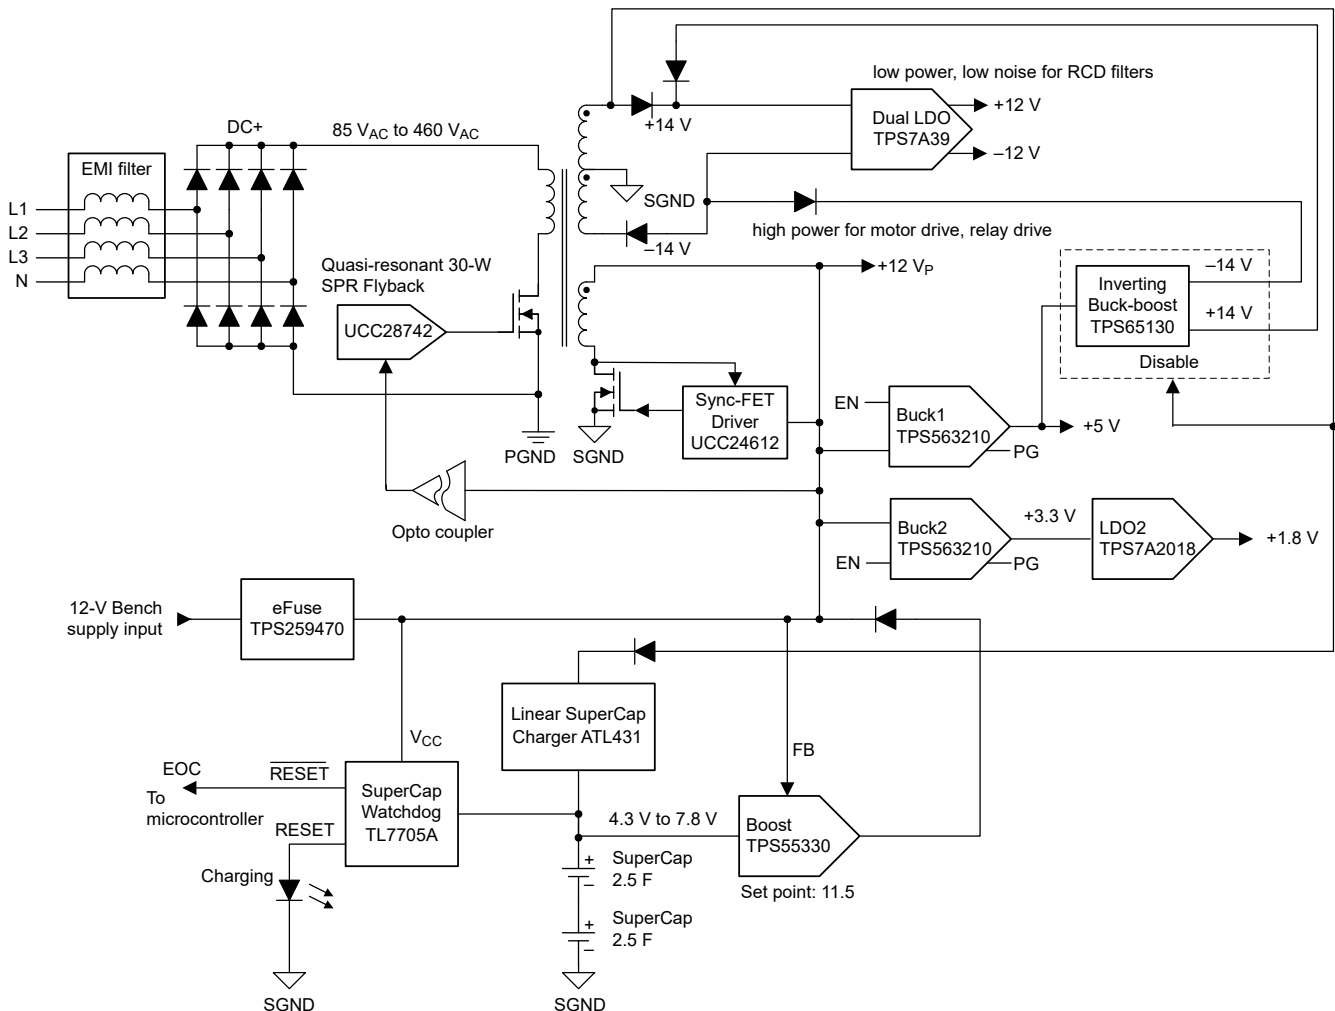 low power, low noise for RCD filters
DC+
85 VAC to 460 VAC
+14 V
Dual LDO
TPS7A39
+12 V
–12 V
EMI filter
L1
L2
L3
N
SGND
–14 V
high power for motor drive, relay drive
Quasi-resonant 30-W
SPR Flyback
UCC28742
+12 VP
Inverting
Buck-boost
TPS65130
–14 V
+14 V
Disable
PGND
SGND
Sync-FET
Driver
UCC24612
EN
Buck1
TPS563210
PG
+5 V
Opto coupler
Buck2
TPS563210
EN
PG
+3.3 V
LDO2
TPS7A2018
+1.8 V
12-V Bench
supply input
eFuse
TPS259470
Linear SuperCap
Charger ATL431
VCC
FB
EOC
RESET
To
microcontroller
SuperCap
Watchdog
TL7705A
RESET
Charging
4.3 V to 7.8 V
Boost
TPS55330
Set point: 11.5
+
–
SuperCap
2.5 F
+
–
SuperCap
2.5 F
SGND
SGND